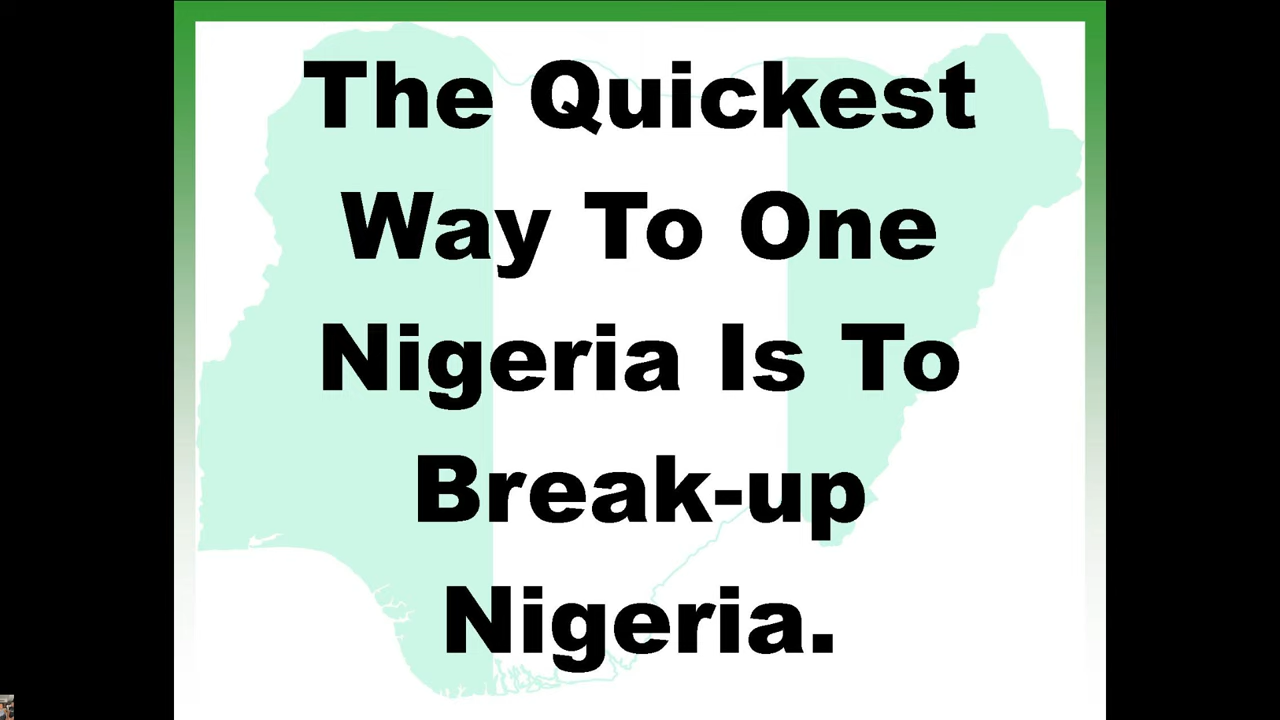 The Quickest
Way To One
Nigeria Is To
Break-up
Nigeria.